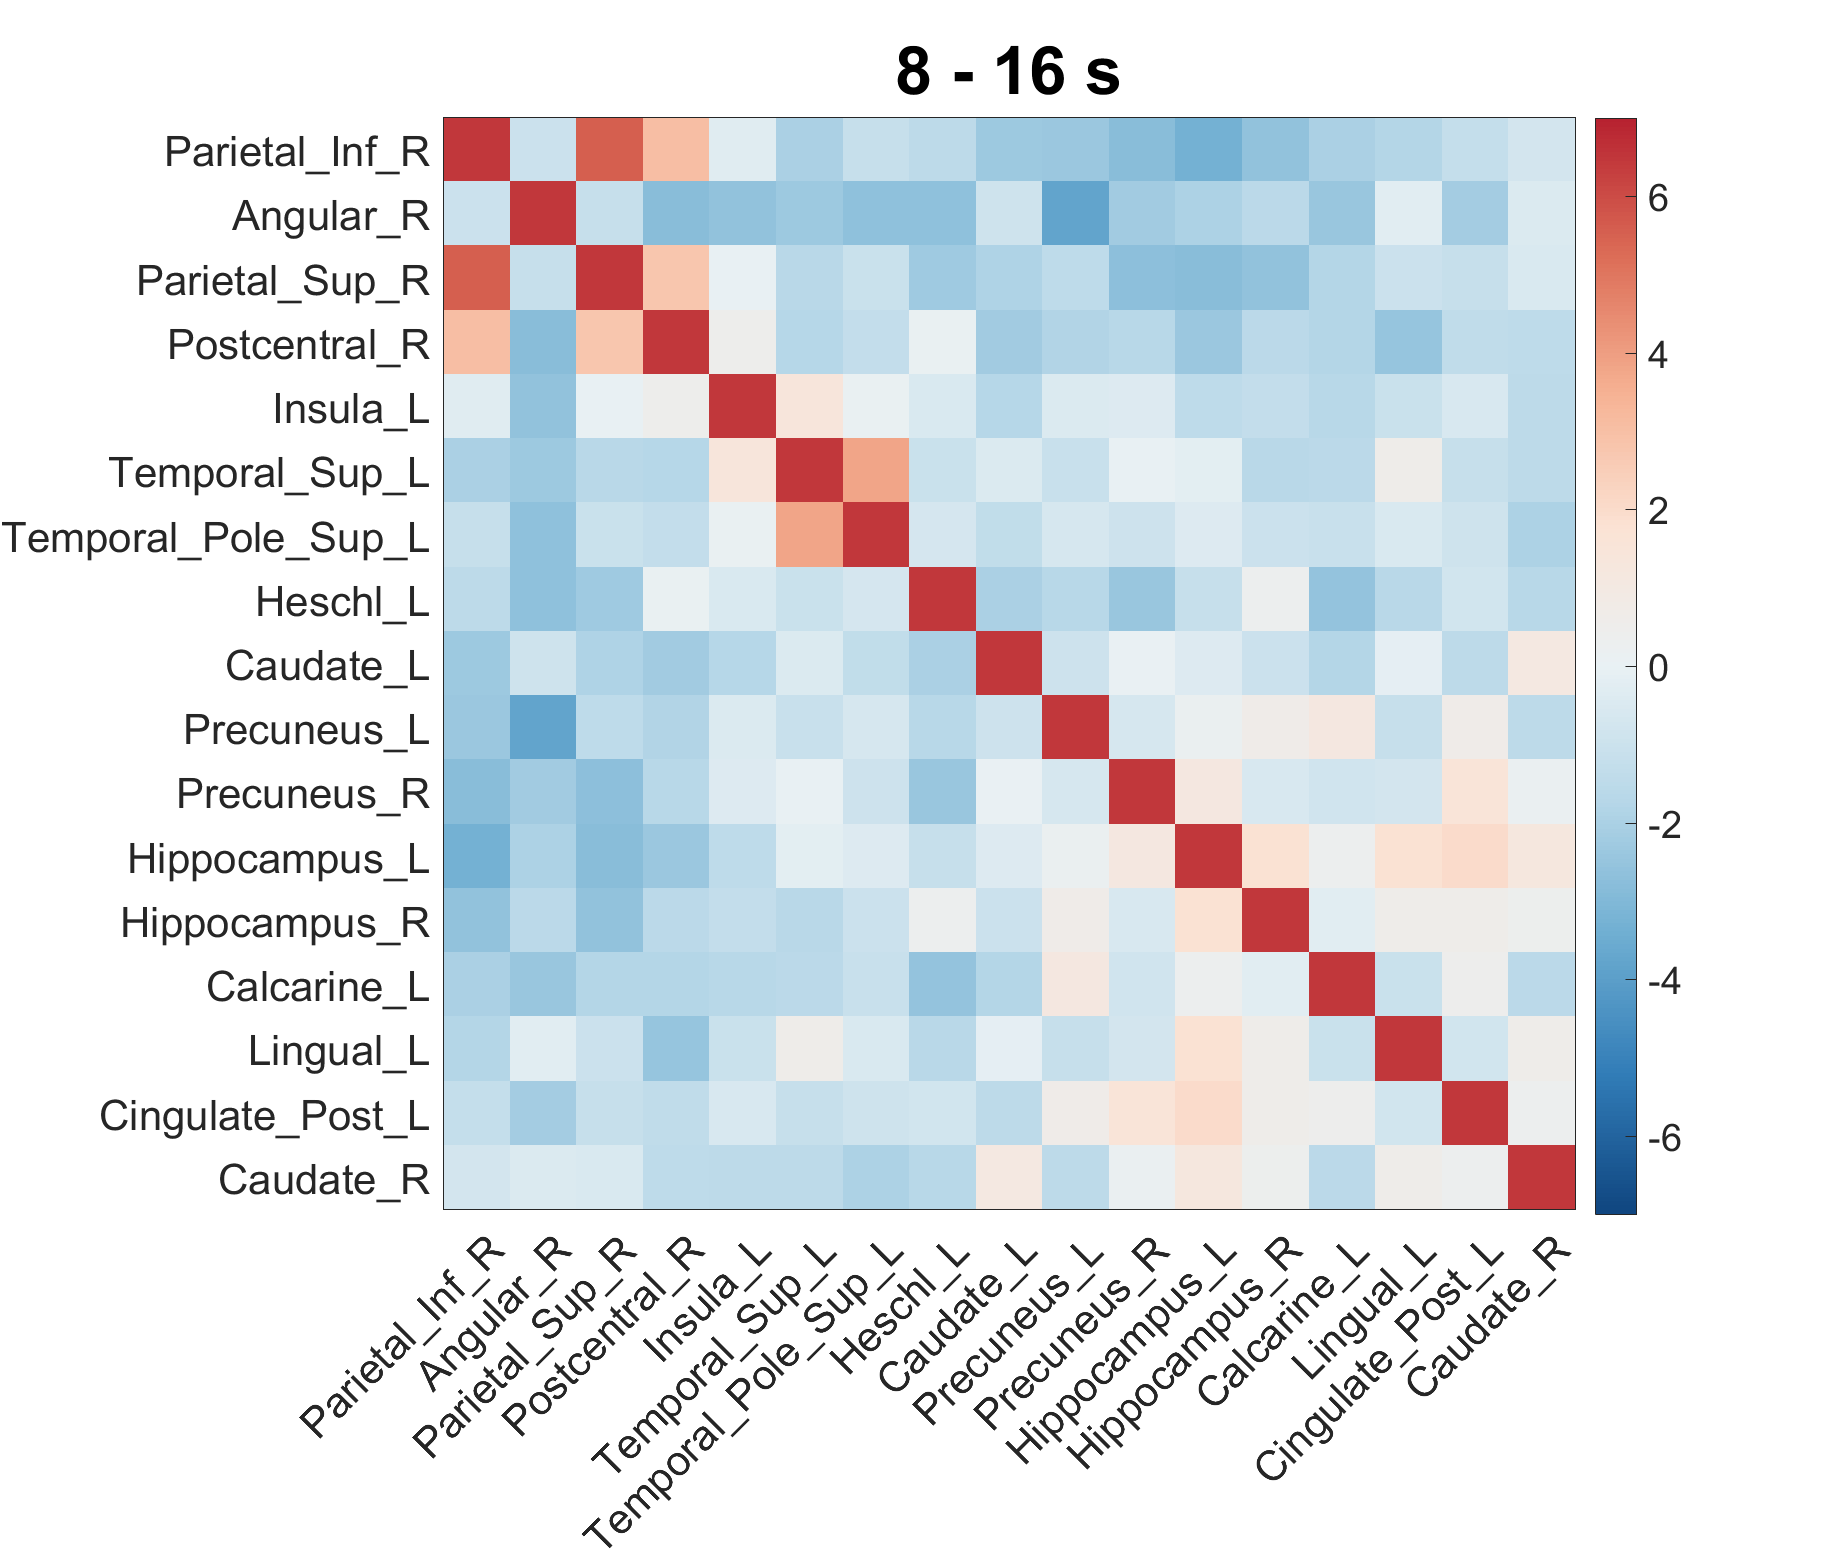 8 - 16 s
Parietal_Inf_R
Angular_R
Parietal_Sup_R
Postcentral_R
Insula_L
Temporal_Sup_L
Temporal_Pole_Sup_L
Heschl_L
Caudate_L
Precuneus_L
Precuneus_R
Hippocampus_L
Hippocampus_R
Calcarine_L
Lingual_L
Cingulate_Post_L
Caudate_R
Parietal_Inf_R
Angular_R
Parietal_Sup_R
Postcentral_R
Insula_L
Temporal_Sup_L
Temporal_Pole_Sup_L
Heschl_L
Caudate_L
Precuneus_L
Precuneus_R
Hippocampus_L
Hippocampus_R
Calcarine_L
Lingual_L
Cingulate_Post_L
Caudate_R
6
4
2
0
-2
-4
-6